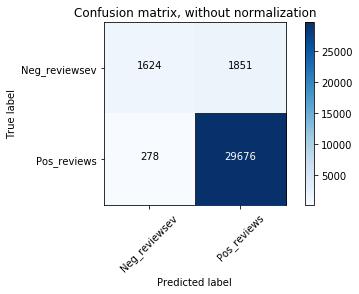 Confusion matrix, without normalization
Neg_reviewsev
1624
1851
Pos_reviews
278
29676
True label
Neg_reviewsev
Pos_reviews
Predicted label
25000
20000
15000
10000
5000